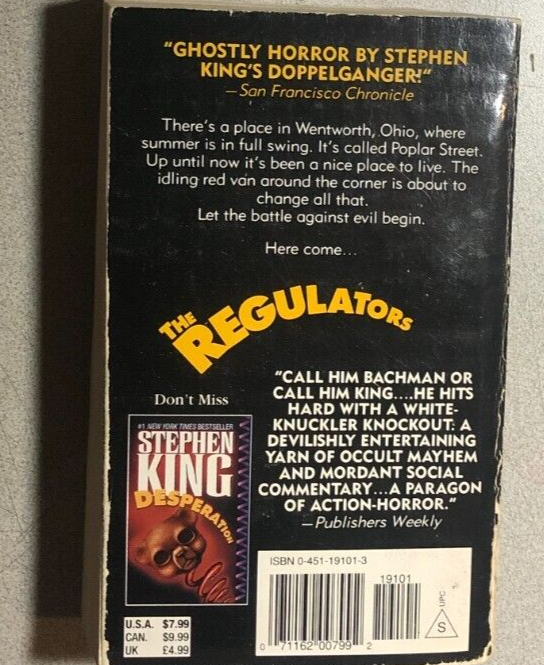 "GHOSTLY HORROR BY STEPHEN
KING'S DOPPELGANGER!"
—San Francisco Chronicle
There's a place in Wentworth, Ohio, where
summer is in full swing. It's called Poplar Street.
Up until now it's been a nice place to live. The
idling red van around the corner is about to
change all that.
Let the battle against evil begin.
Here come...
THE REGULATORS
Don't Miss
#1 NEW YORK TIMES BESTSELLER
STEPHEN
KING
DESPERATION
"CALL HIM BACHMAN OR
CALL HIM KING....HE HITS
HARD WITH A WHITE-
KNUCKLER KNOCKOUT: A
DEVILISHLY ENTERTAINING
YARN OF OCCULT MAYHEM
AND MORDANT SOCIAL
COMMENTARY...A PARAGON
OF ACTION-HORROR."
—Publishers Weekly
ISBN 0-451-19101-3
19101
0 71162 00799 2
UPC
S
U.S.A. $7.99
CAN. $9.99
UK £4.99